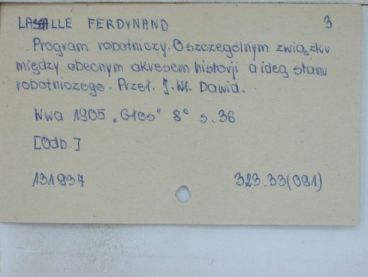 LASALLE FERDYNAND 3
Program robotniczy. O szczególnym związku
między obecnym okresem historji a ideą stanu
robotniczego. Przeł. J. Wł. Dawid.
Wwa 1905 „Głos" 8° s. 36
[Odb.]
131937 323.33(091)